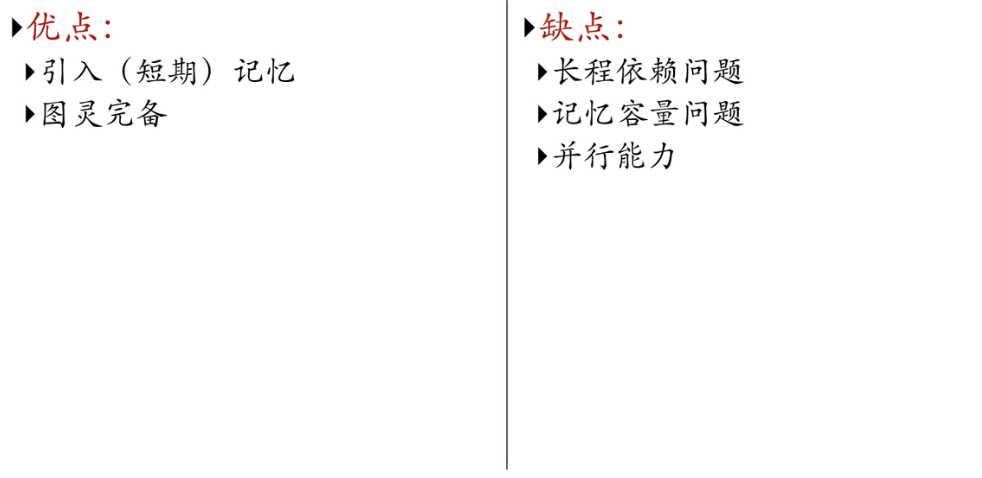 优点：
引入（短期）记忆
图灵完备
缺点：
长程依赖问题
记忆容量问题
并行能力